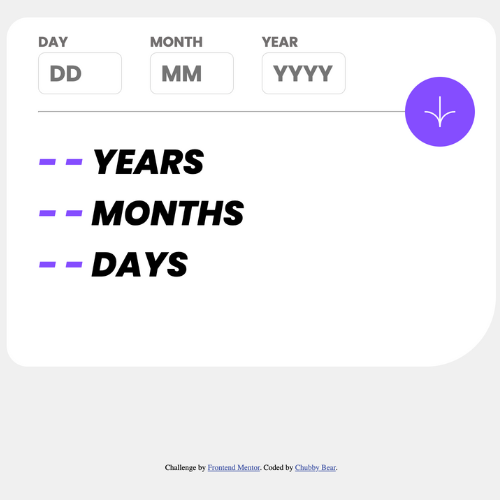 DAY MONTH YEAR
DD MM YYYY
- - YEARS
- - MONTHS
- - DAYS
Challenge by Frontend Mentor. Coded by Chubby Bear.